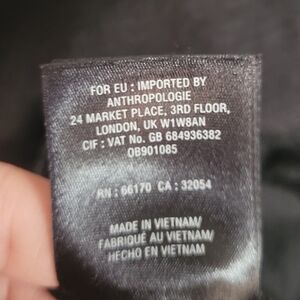 FOR EU : IMPORTED BY
ANTHROPOLOGIE
24 MARKET PLACE, 3RD FLOOR,
LONDON, UK W1W8AN
CIF : VAT No. GB 684936382
OB901085
RN : 66170 CA : 32054
MADE IN VIETNAM/
FABRIQUÉ AU VIETNAM/
HECHO EN VIETNAM